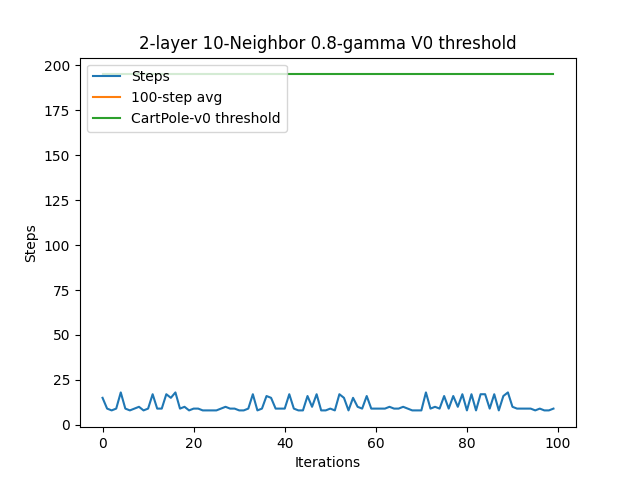 2-layer 10-Neighbor 0.8-gamma V0 threshold
200
175
150
125
100
75
50
25
0
Steps
Steps
100-step avg
CartPole-v0 threshold
0 20 40 60 80 100
Iterations